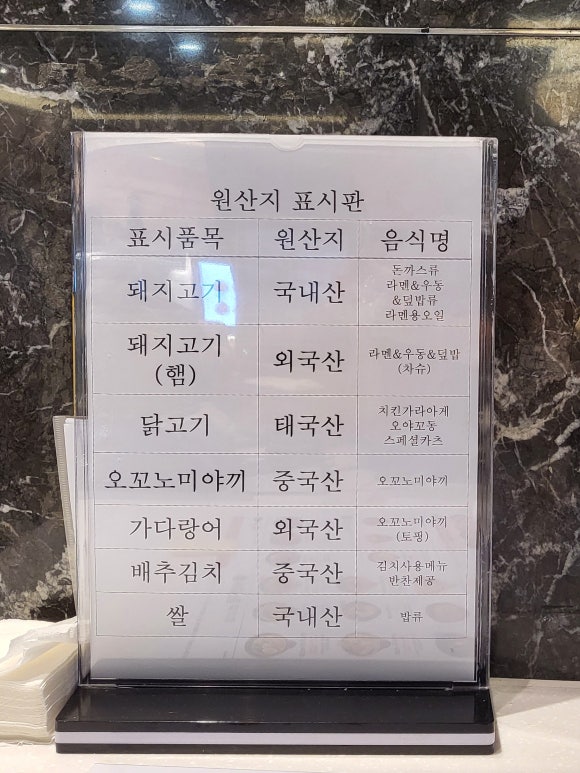 원산지 표시판
표시품목 원산지 음식명
돼지고기 국내산 돈까스류
라멘&우동
&덮밥류
라멘용오일
돼지고기
(햄) 외국산 라멘&우동&덮밥
(차슈)
닭고기 태국산 치킨가라아게
오야꼬동
스페셜카츠
오꼬노미야끼 중국산 오꼬노미야끼
가다랑어 외국산 오꼬노미야끼
(토핑)
배추김치 중국산 김치사용메뉴
반찬제공
쌀 국내산 밥류